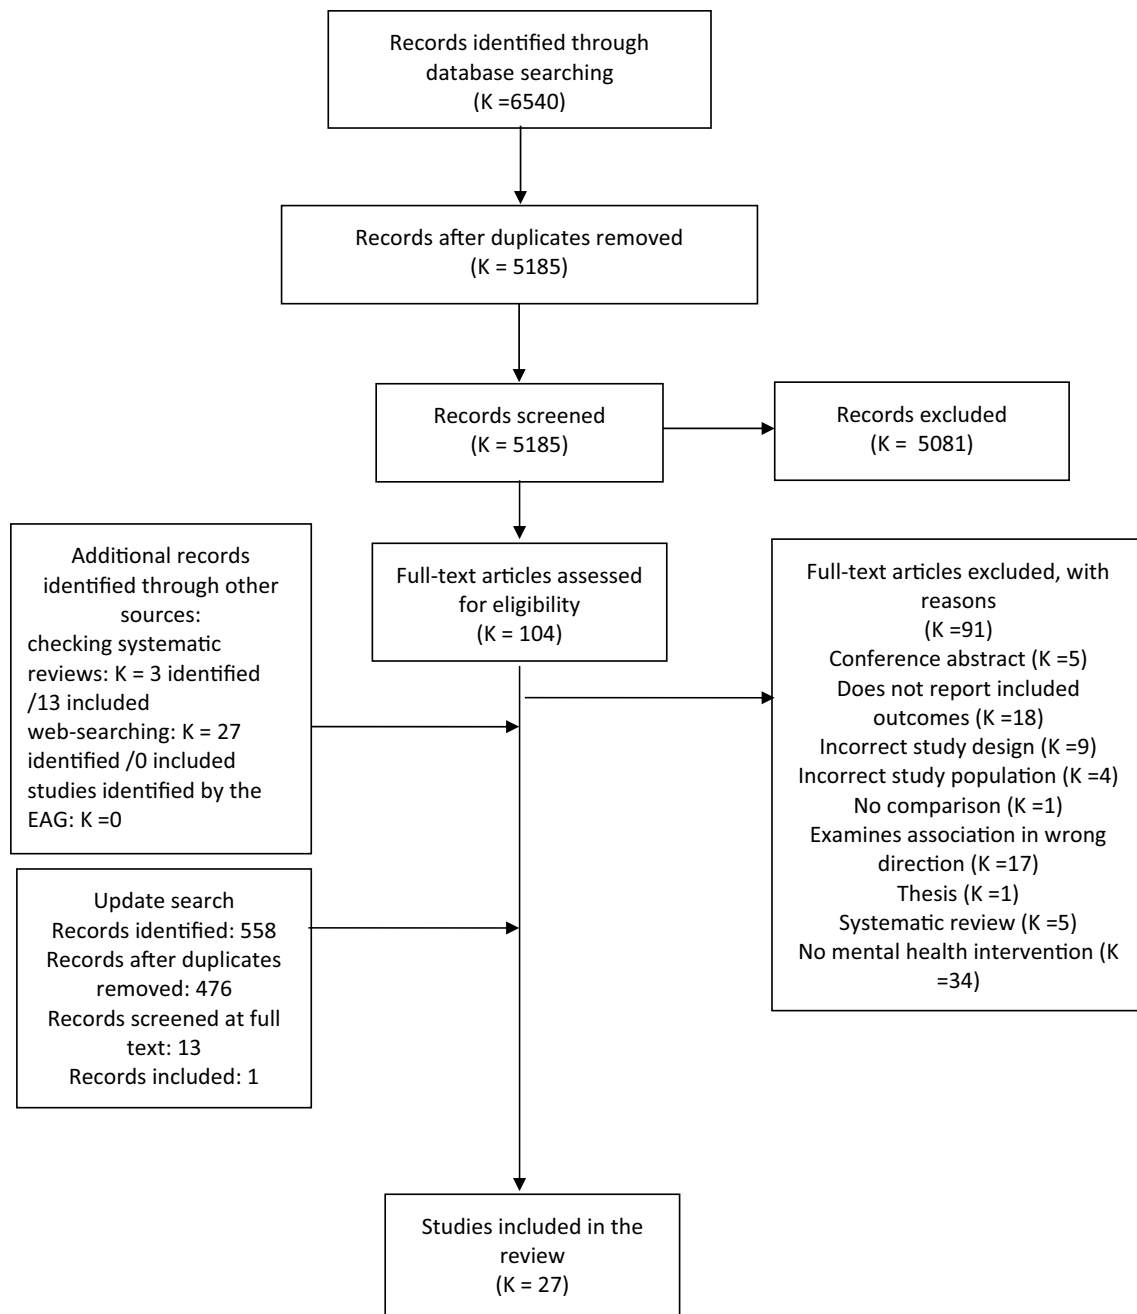 Records identified through
database searching
(K =6540)
Records after duplicates removed
(K = 5185)
Records screened
(K = 5185)
Records excluded
(K =  5081)
Additional records
identified through other
sources:
checking systematic
reviews: K = 3 identified
/13 included
web-searching: K = 27
identified /0 included
studies identified by the
EAG: K =0
Full-text articles assessed
for eligibility
(K = 104)
Full-text articles excluded, with
reasons
(K =91)
Conference abstract (K =5)
Does not report included
outcomes (K =18)
Incorrect study design (K =9)
Incorrect study population (K =4)
No comparison (K =1)
Examines association in wrong
direction (K =17)
Thesis (K =1)
Systematic review (K =5)
No mental health intervention (K
=34)
Update search
Records identified: 558
Records after duplicates
removed: 476
Records screened at full
text: 13
Records included: 1
Studies included in the
review
(K = 27)